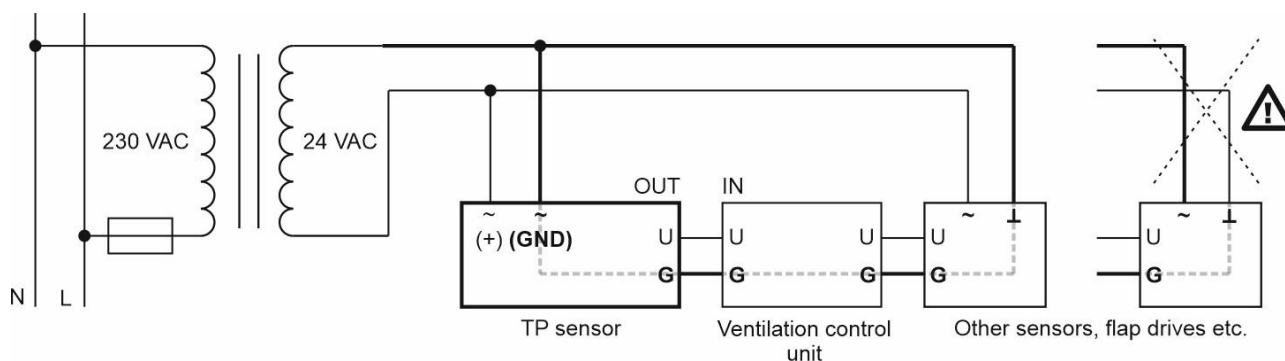 230 VAC
24 VAC
OUT IN
~ ~ ~ ⊥ ~ ⊥
(+) (GND)
U U U U U
G G G G G
N L
TP sensor
Ventilation control
unit
Other sensors, flap drives etc.